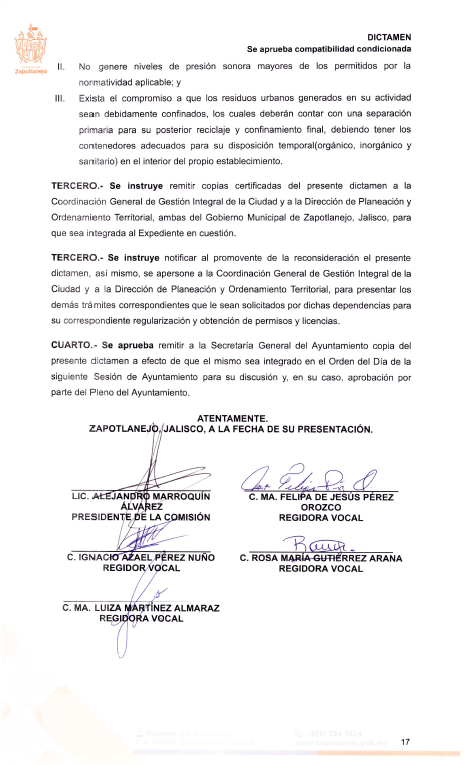 Zapotlanejo
DICTAMEN
Se aprueba compatibilidad condicionada
II. No genere niveles de presión sonora mayores de los permitidos por la
normatividad aplicable; y
III. Exista el compromiso a que los residuos urbanos generados en su actividad
sean debidamente confinados, los cuales deberán contar con una separación
primaria para su posterior reciclaje y confinamiento final, debiendo tener los
contenedores adecuados para su disposición temporal(orgánico, inorgánico y
sanitario) en el interior del propio establecimiento.
TERCERO.- Se instruye remitir copias certificadas del presente dictamen a la
Coordinación General de Gestión Integral de la Ciudad y a la Dirección de Planeación y
Ordenamiento Territorial, ambas del Gobierno Municipal de Zapotlanejo, Jalisco, para
que sea integrada al Expediente en cuestión.
TERCERO.- Se instruye notificar al promovente de la reconsideración el presente
dictamen, así mismo, se apersone a la Coordinación General de Gestión Integral de la
Ciudad y a la Dirección de Planeación y Ordenamiento Territorial, para presentar los
demás trámites correspondientes que le sean solicitados por dichas dependencias para
su correspondiente regularización y obtención de permisos y licencias.
CUARTO.- Se aprueba remitir a la Secretaría General del Ayuntamiento copia del
presente dictamen a efecto de que el mismo sea integrado en el Orden del Día de la
siguiente Sesión de Ayuntamiento para su discusión y, en su caso, aprobación por
parte del Pleno del Ayuntamiento.
ATENTAMENTE.
ZAPOTLANEJO, JALISCO, A LA FECHA DE SU PRESENTACIÓN.
LIC. ALEJANDRO MARROQUÍN
ÁLVAREZ
PRESIDENTE DE LA COMISIÓN
C. MA. FELIPA DE JESÚS PÉREZ
OROZCO
REGIDORA VOCAL
C. IGNACIO AZAEL PÉREZ NUÑO
REGIDOR VOCAL
C. ROSA MARÍA GUTIÉRREZ ARANA
REGIDORA VOCAL
C. MA. LUIZA MARTÍNEZ ALMARAZ
REGIDORA VOCAL
17